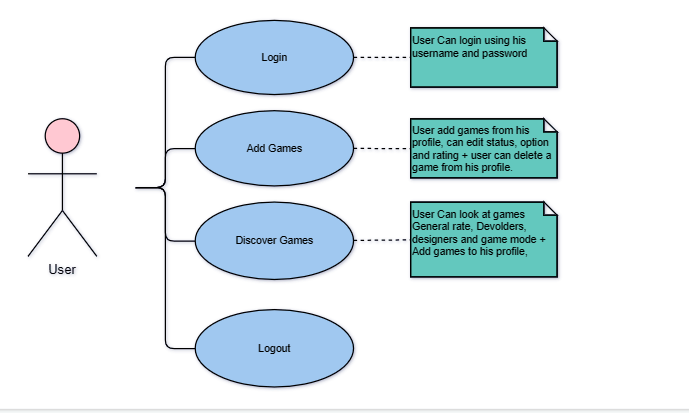 User Can login using his
username and password
Login
User add games from his
profile, can edit status, option
and rating + user can delete a
game from his profile.
Add Games
User Can look at games
General rate, Devolders,
designers and game mode +
Add games to his profile,
Discover Games
User
Logout